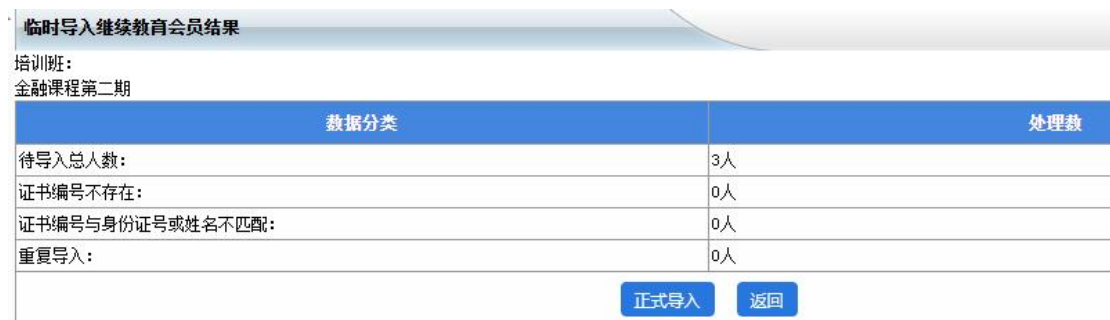 临时导入继续教育会员结果
培训班：
金融课程第二期
数据分类 处理数
待导入总人数： 3人
证书编号不存在： 0人
证书编号与身份证号或姓名不匹配： 0人
重复导入： 0人
正式导入 返回